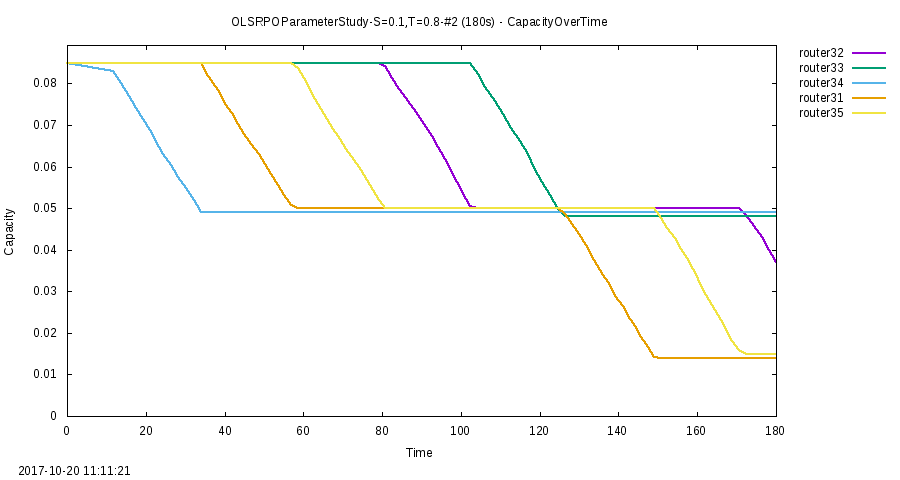 OLSRPOParameterStudy-S=0.1,T=0.8-#2 (180s) - CapacityOverTime
router32
router33
router34
router31
router35
0.08
0.07
0.06
0.05
0.04
0.03
0.02
0.01
0
Capacity
0 20 40 60 80 100 120 140 160 180
Time
2017-10-20 11:11:21